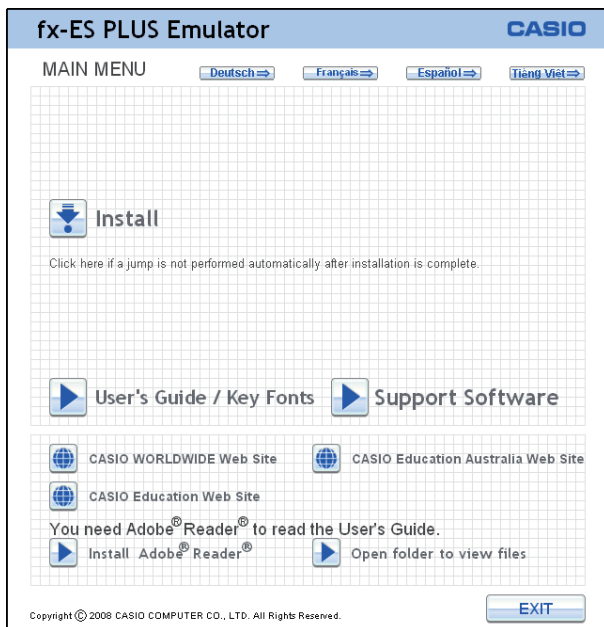 fx-ES PLUS Emulator CASIO
MAIN MENU Deutsch⇒ Français⇒ Español⇒ Tiêng Viêt⇒
Install
Click here if a jump is not performed automatically after installation is complete.
User's Guide / Key Fonts Support Software
CASIO WORLDWIDE Web Site CASIO Education Australia Web Site
CASIO Education Web Site
You need Adobe® Reader® to read the User's Guide.
Install Adobe® Reader® Open folder to view files
Copyright © 2008 CASIO COMPUTER CO., LTD. All Rights Reserved. EXIT